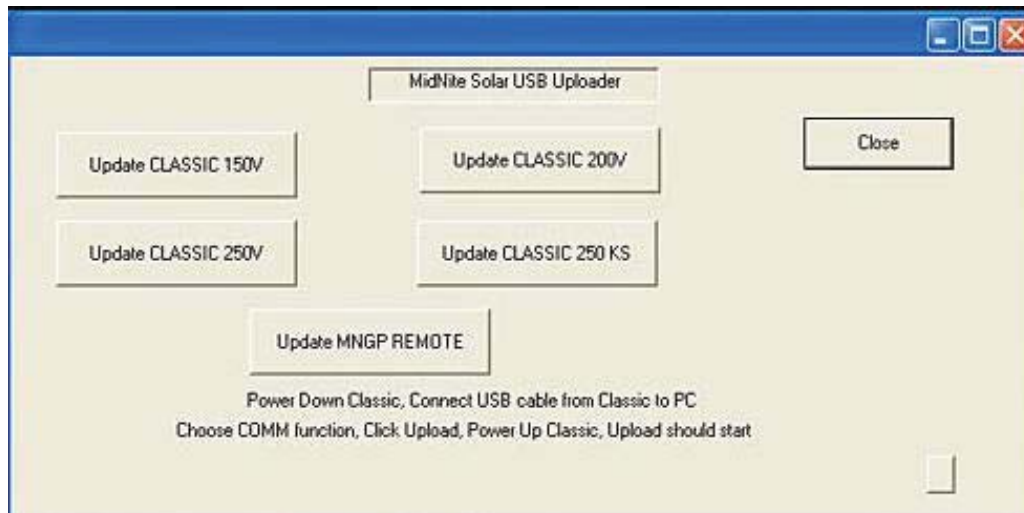 MidNite Solar USB Uploader
Update CLASSIC 150V
Update CLASSIC 200V
Close
Update CLASSIC 250V
Update CLASSIC 250 KS
Update MNGP REMOTE
Power Down Classic, Connect USB cable from Classic to PC
Choose COMM function, Click Upload, Power Up Classic, Upload should start